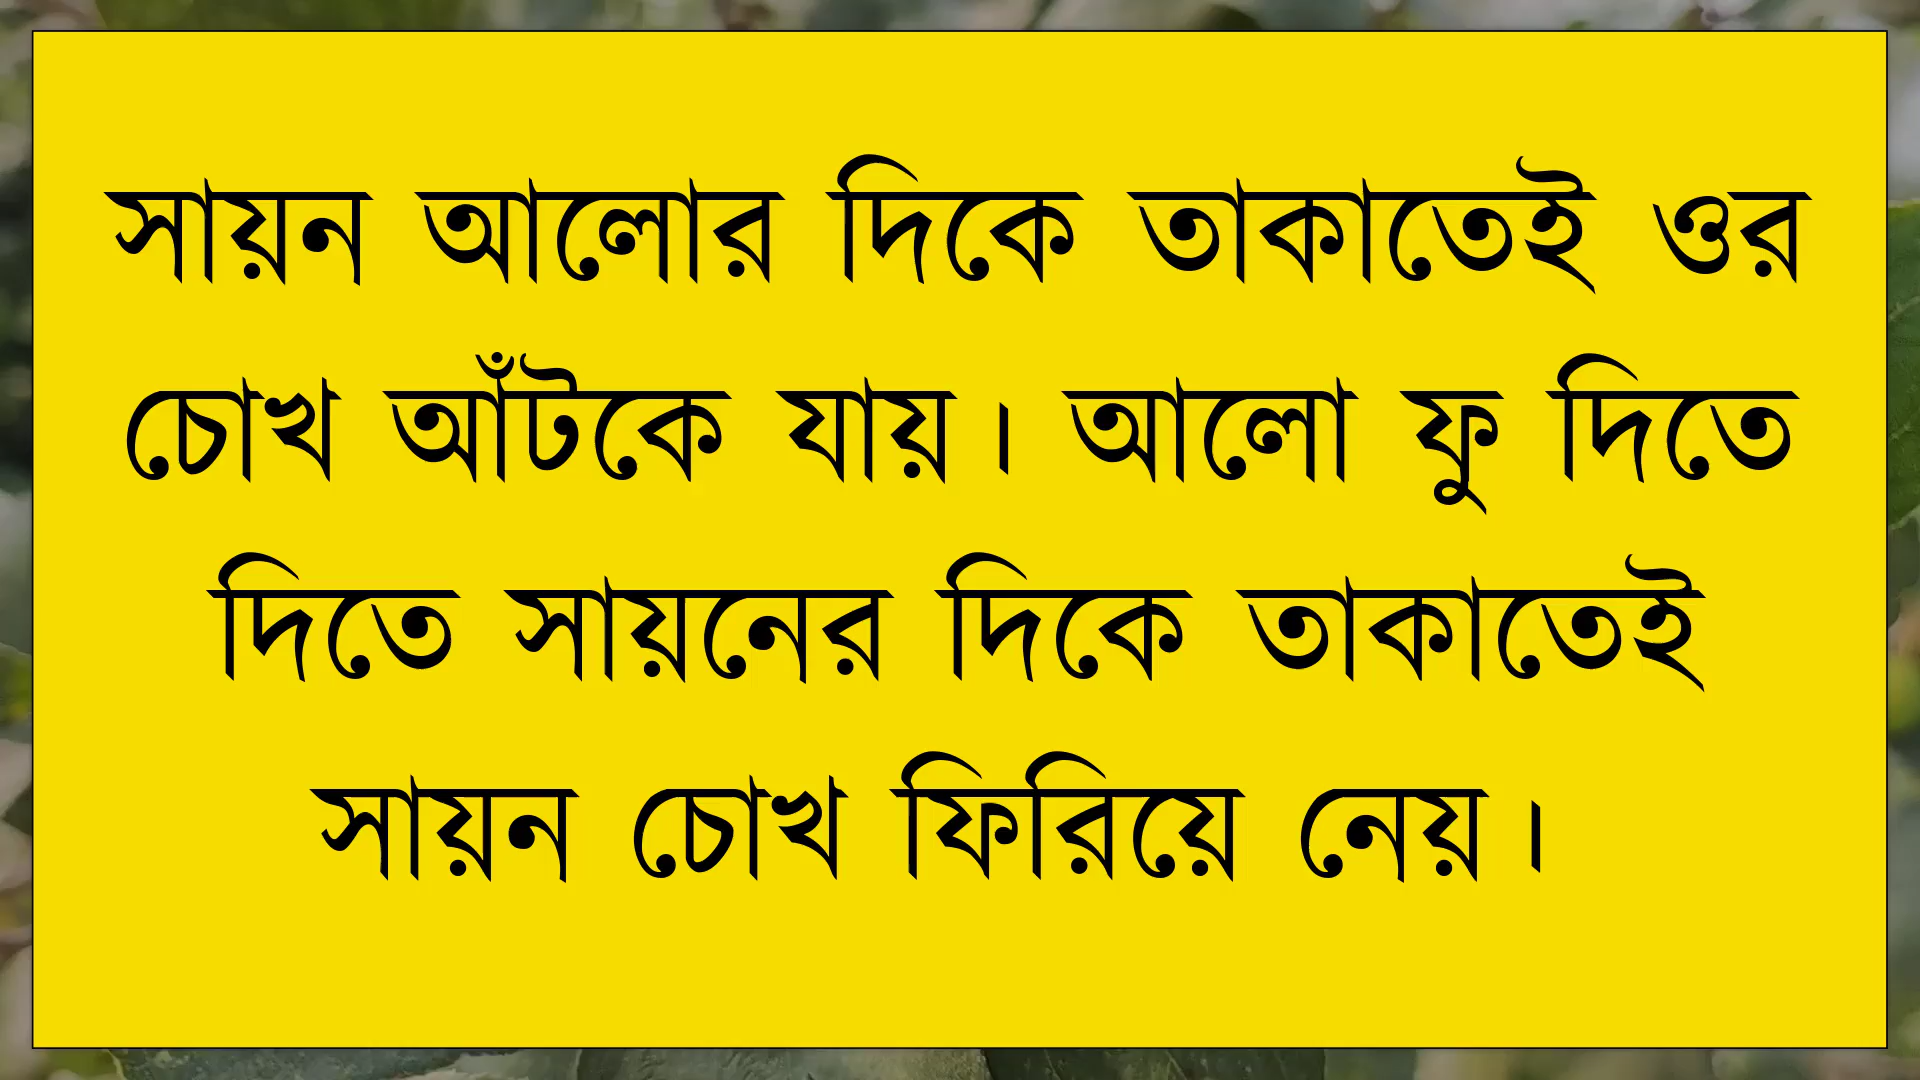 সায়ন আলোর দিকে তাকাতেই ওর
চোখ আঁটকে যায়। আলো ফু দিতে
দিতে সায়নের দিকে তাকাতেই
সায়ন চোখ ফিরিয়ে নেয়।